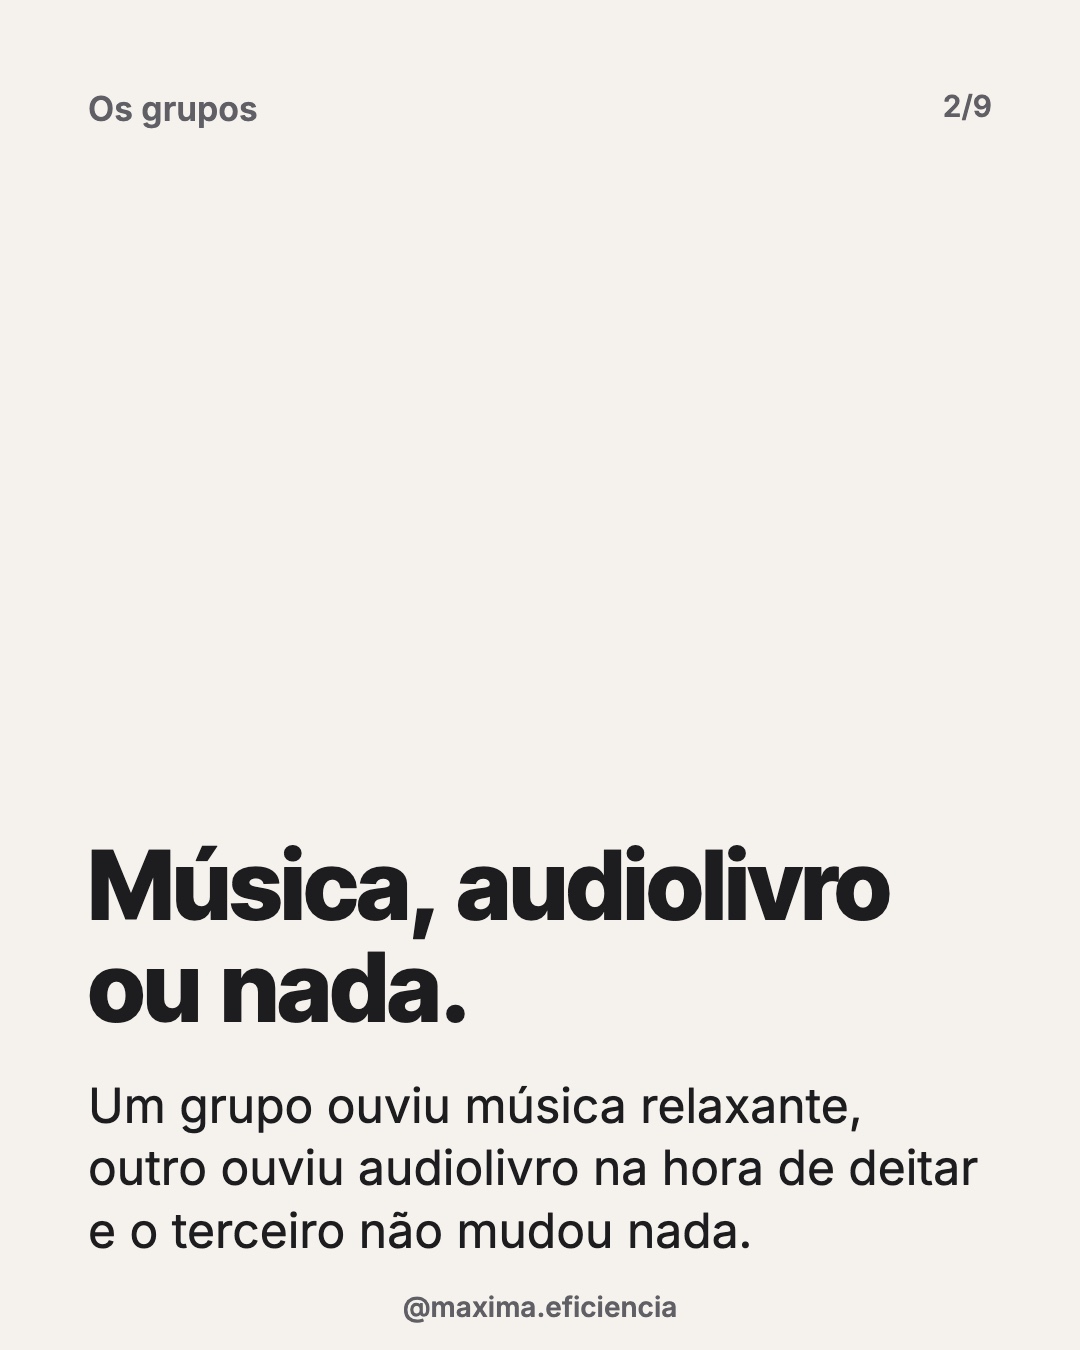 Os grupos
2/9
Música, audiolivro
ou nada.
Um grupo ouviu música relaxante,
outro ouviu audiolivro na hora de deitar
e o terceiro não mudou nada.
@maxima.eficiencia